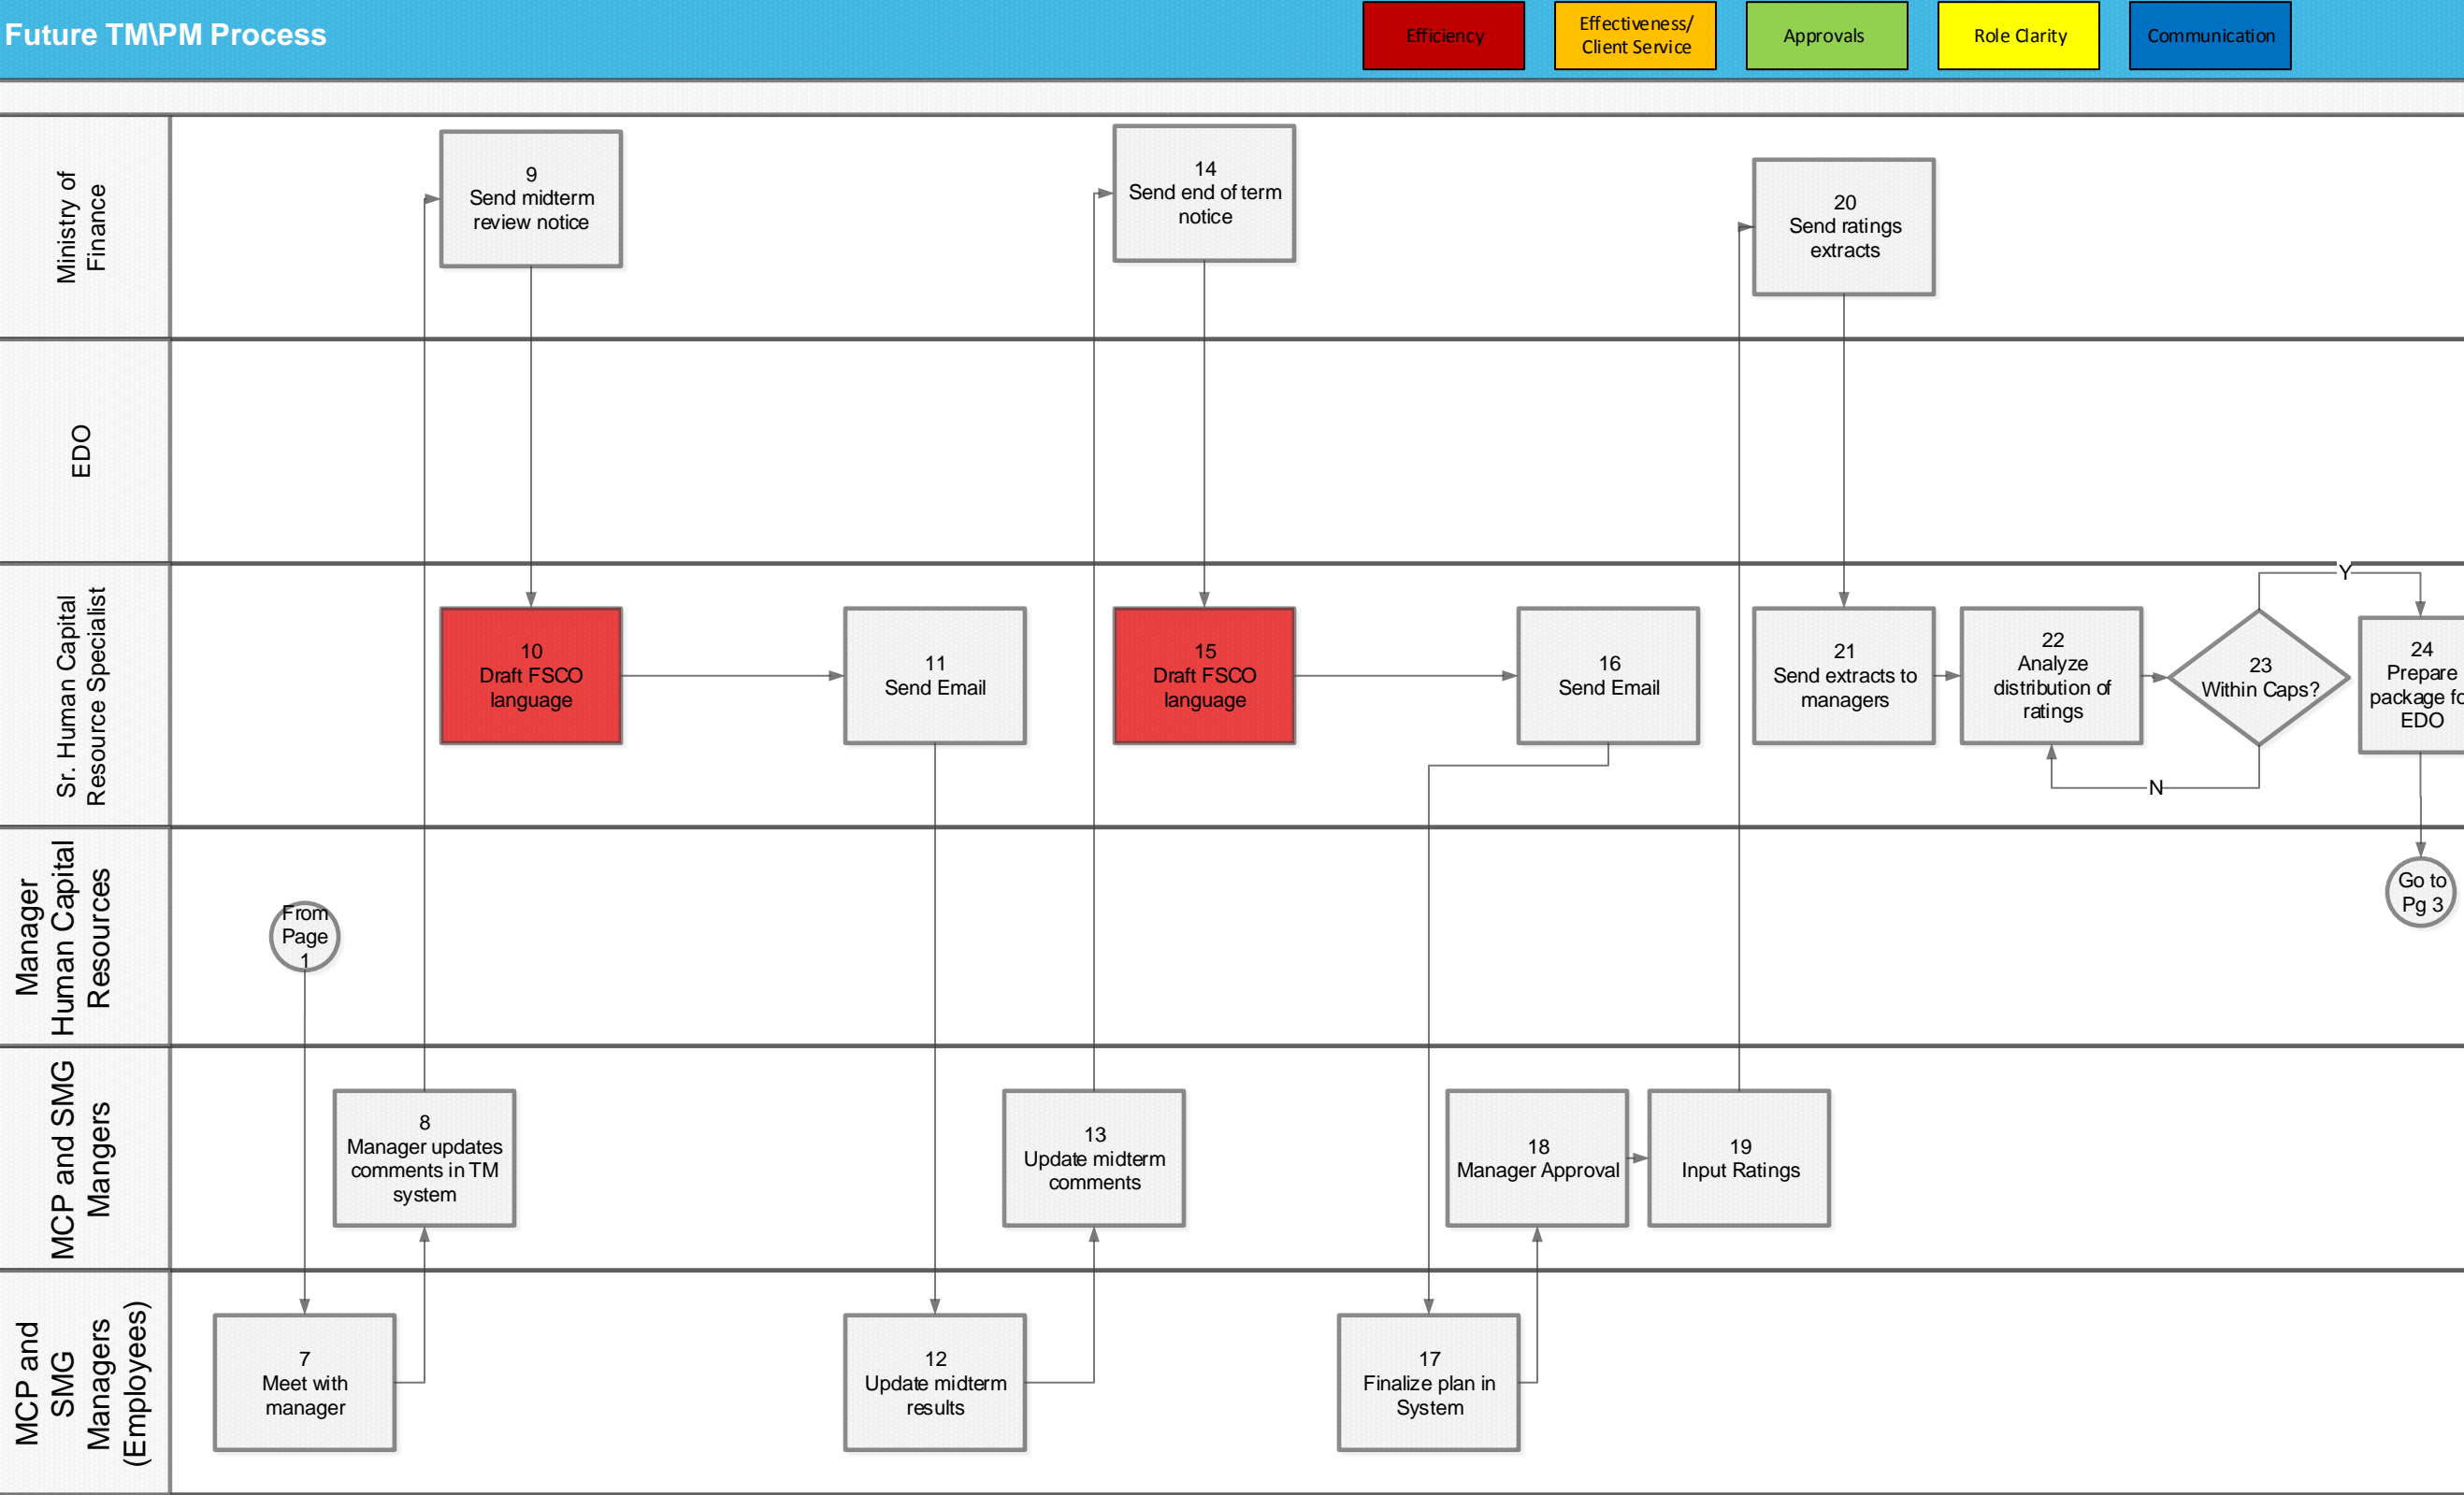 Future TM\PM Process
Efficiency
Effectiveness/
Client Service
Approvals
Role Clarity
Communication
Ministry of
Finance
9
Send midterm
review notice
14
Send end of term
notice
20
Send ratings
extracts
EDO
Sr. Human Capital
Resource Specialist
10
Draft FSCO
language
11
Send Email
15
Draft FSCO
language
16
Send Email
21
Send extracts to
managers
22
Analyze
distribution of
ratings
23
Within Caps?
Y
N
24
Prepare
package fo
EDO
Manager
Human Capital
Resources
From
Page
1
Go to
Pg 3
MCP and SMG
Mangers
8
Manager updates
comments in TM
system
13
Update midterm
comments
18
Manager Approval
19
Input Ratings
MCP and
SMG
Managers
(Employees)
7
Meet with
manager
12
Update midterm
results
17
Finalize plan in
System